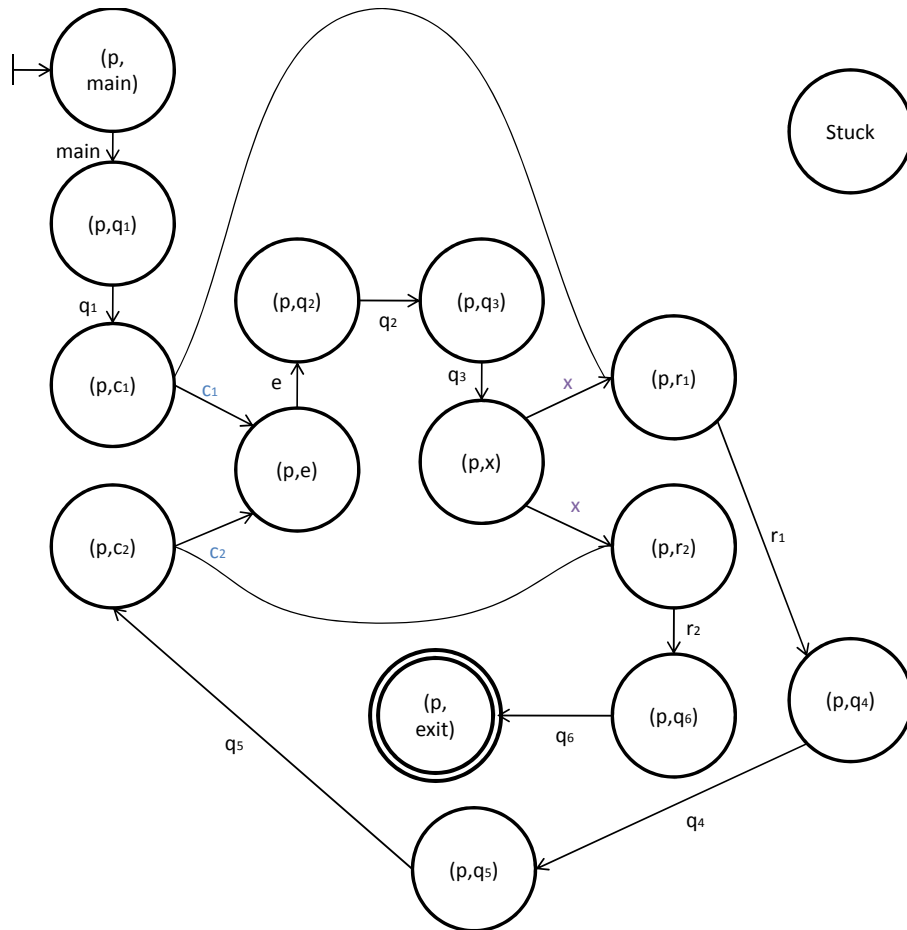 (p,
main)
Stuck
main
(p,q₁)
q₁
(p,q₂)
q₂
(p,q₃)
q₃
(p,c₁)
c₁
e
x
(p,r₁)
(p,e)
(p,x)
x
(p,c₂)
c₂
(p,r₂)
r₁
r₂
(p,
exit)
q₆
(p,q₆)
(p,q₄)
q₅
q₄
(p,q₅)